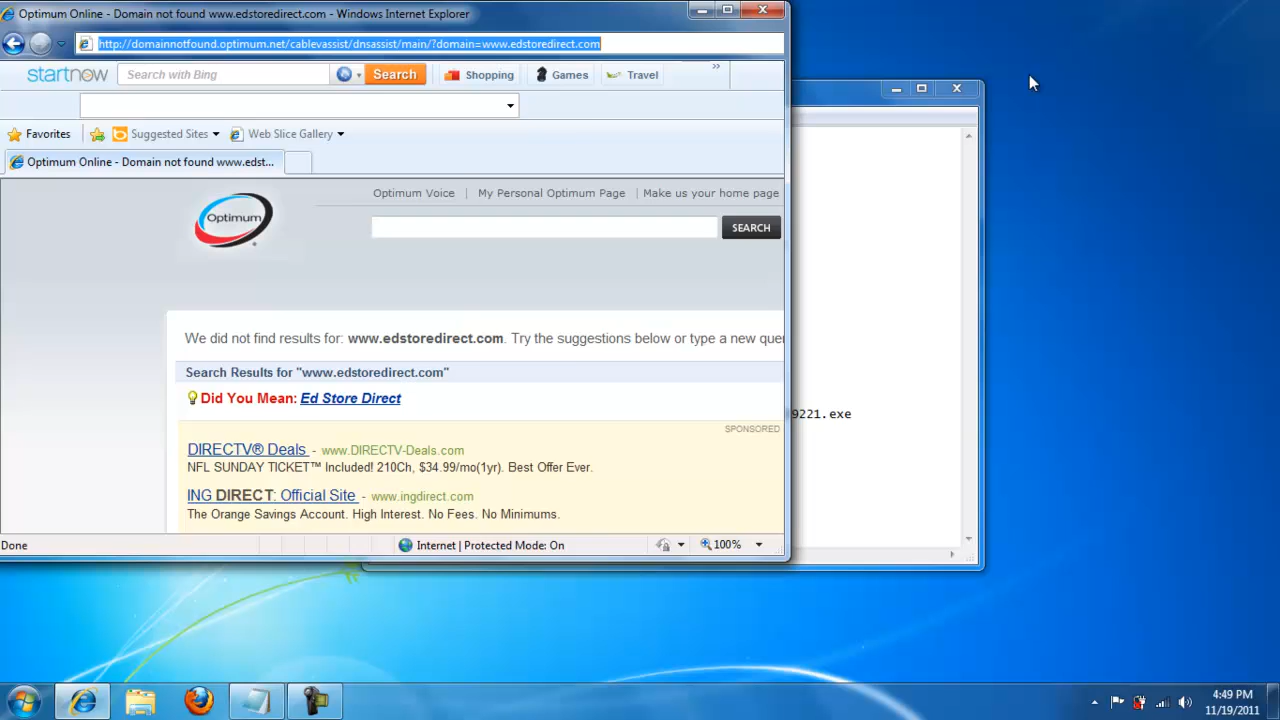 Optimum Online - Domain not found www.edstoredirect.com - Windows Internet Explorer
http://domainnotfound.optimum.net/cablevassist/dnsassist/main/?domain=www.edstoredirect.com
startnow Search with Bing Search Shopping Games Travel »
Favorites Suggested Sites Web Slice Gallery
Optimum Online - Domain not found www.edst...
Optimum Voice | My Personal Optimum Page | Make us your home page
Optimum
SEARCH
We did not find results for: www.edstoredirect.com. Try the suggestions below or type a new que
Search Results for "www.edstoredirect.com"
Did You Mean: Ed Store Direct
9221.exe
SPONSORED
DIRECTV® Deals - www.DIRECTV-Deals.com
NFL SUNDAY TICKET™ Included! 210Ch, $34.99/mo(1yr). Best Offer Ever.
ING DIRECT: Official Site - www.ingdirect.com
The Orange Savings Account. High Interest. No Fees. No Minimums.
Done Internet | Protected Mode: On 100%
4:49 PM
11/19/2011